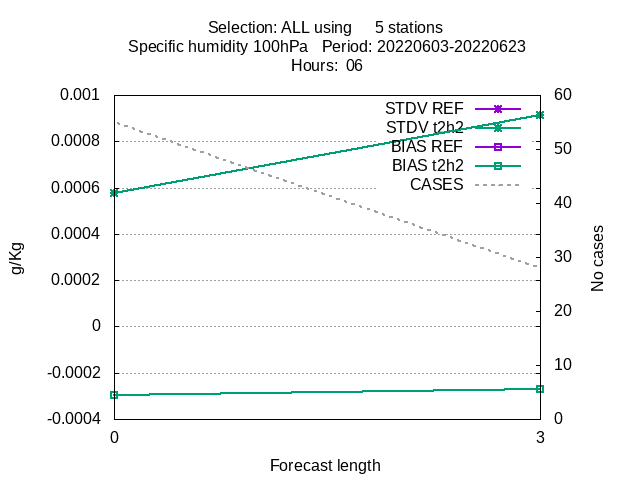 Selection: ALL using 5 stations
Specific humidity 100hPa Period: 20220603-20220623
Hours: 06
0.001
0.0008
0.0006
0.0004
0.0002
0
-0.0002
-0.0004
g/Kg
STDV REF
STDV t2h2
BIAS REF
BIAS t2h2
CASES
60
50
40
30
20
10
0
No cases
0 3
Forecast length